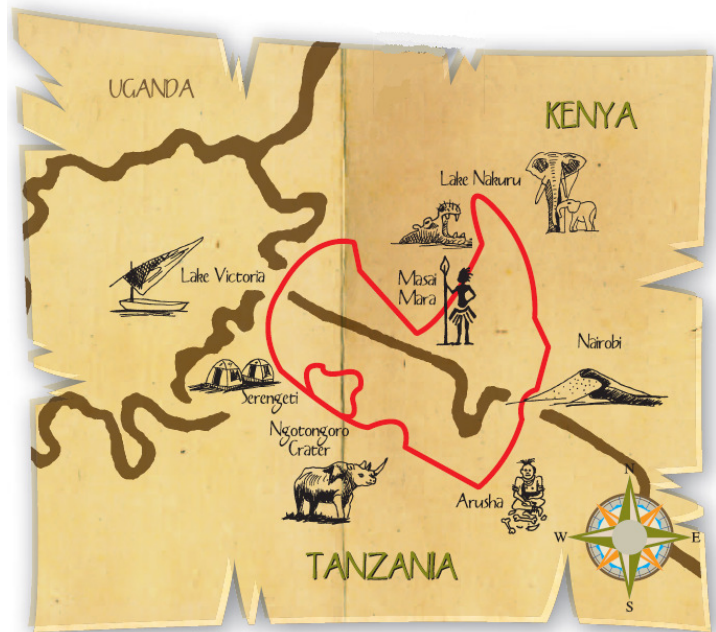 UGANDA
KENYA
Lake Nakuru
Lake Victoria
Masai
Mara
Nairobi
Serengeti
Ngotongoro
Crater
Arusha
N
W
E
S
TANZANIA